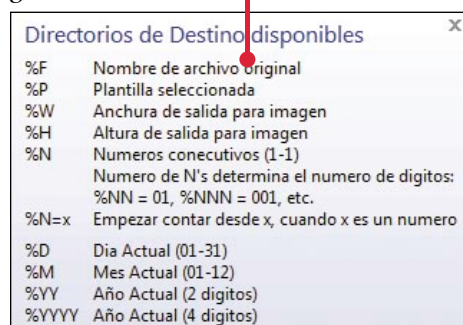 Directorios de Destino disponibles x
%F Nombre de archivo original
%P Plantilla seleccionada
%W Anchura de salida para imagen
%H Altura de salida para imagen
%N Numeros conecutivos (1-1)
Numero de N's determina el numero de digitos:
%NN = 01, %NNN = 001, etc.
%N=x Empezar contar desde x, cuando x es un numero
%D Dia Actual (01-31)
%M Mes Actual (01-12)
%YY Año Actual (2 digitos)
%YYYY Año Actual (4 digitos)